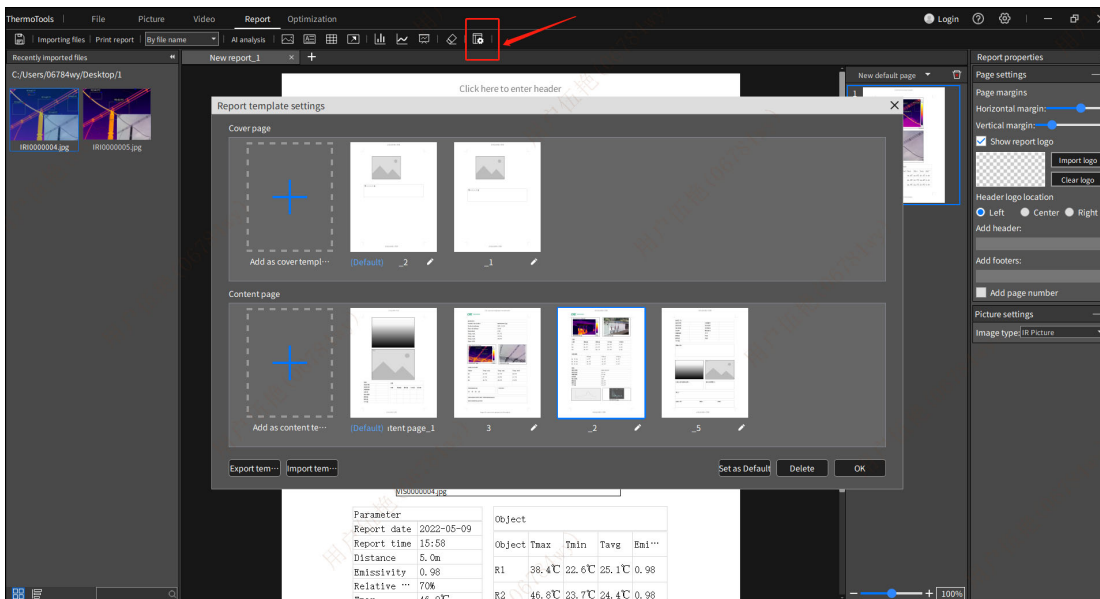 ThermoTools File Picture Video Report Optimization Login
Importing files Print report By file name AI analysis
Recently imported files
New report_1
C:/Users/06784wy/Desktop/1
IRI0000004.jpg IRI0000005.jpg
Click here to enter header
New default page
1
Report template settings
Cover page
Add as cover templ···
(Default) _2
_1
Content page
Add as content te···
(Default) ıtent page_1
3
_2
_5
Export tem··· Import tem··· Set as Default Delete OK
VIS0000004.jpg
Parameter
Report date 2022-05-09
Report time 15:58
Distance 5.0m
Emissivity 0.98
Relative ··· 70%
Object
Object Tmax Tmin Tavg Emi···
R1 38.4℃ 22.6℃ 25.1℃ 0.98
R2 46.8℃ 23.7℃ 24.4℃ 0.98
100%
Report properties
Page settings
Page margins
Horizontal margin:
Vertical margin:
Show report logo
Import logo
Clear logo
Header logo location
Left Center Right
Add header:
Add footers:
Add page number
Picture settings
Image type: IR Picture